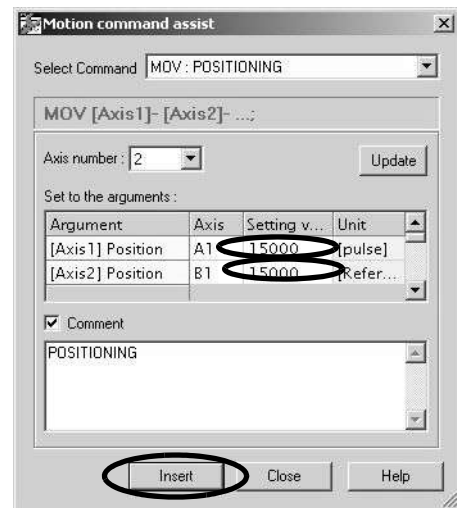 Motion command assist
Select Command MOV : POSITIONING
MOV [Axis1]- [Axis2]- ...;
Axis number : 2
Update
Set to the arguments :
Argument Axis Setting v... Unit
[Axis1] Position A1 15000 [pulse]
[Axis2] Position B1 15000 [Refer...
Comment
POSITIONING
Insert Close Help